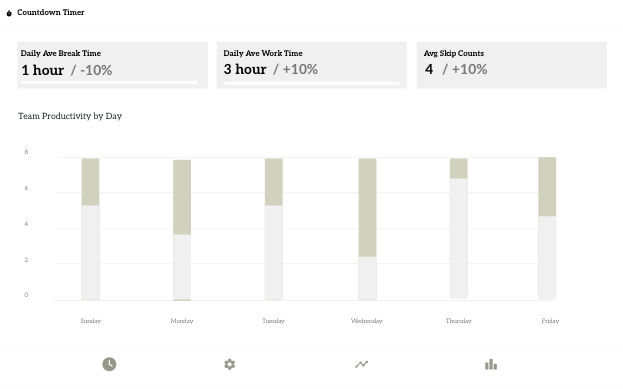 Countdown Timer
Daily Ave Break Time
1 hour / -10%
Daily Ave Work Time
3 hour / +10%
Avg Skip Counts
4 / +10%
Team Productivity by Day
8
6
4
2
0
Sunday Monday Tuesday Wednesday Thursday Friday